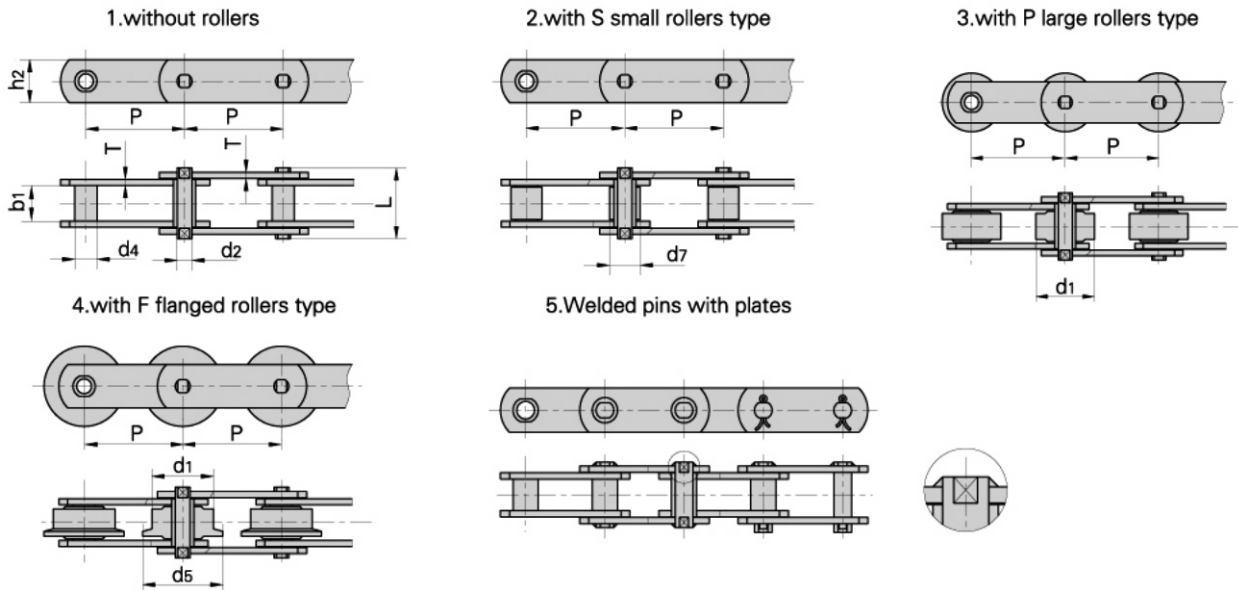 1.without rollers
2.with S small rollers type
3.with P large rollers type
h2
P
P
P
P
P
P
T
T
b1
L
d4
d2
d7
d1
4.with F flanged rollers type
5.Welded pins with plates
P
P
d1
d5